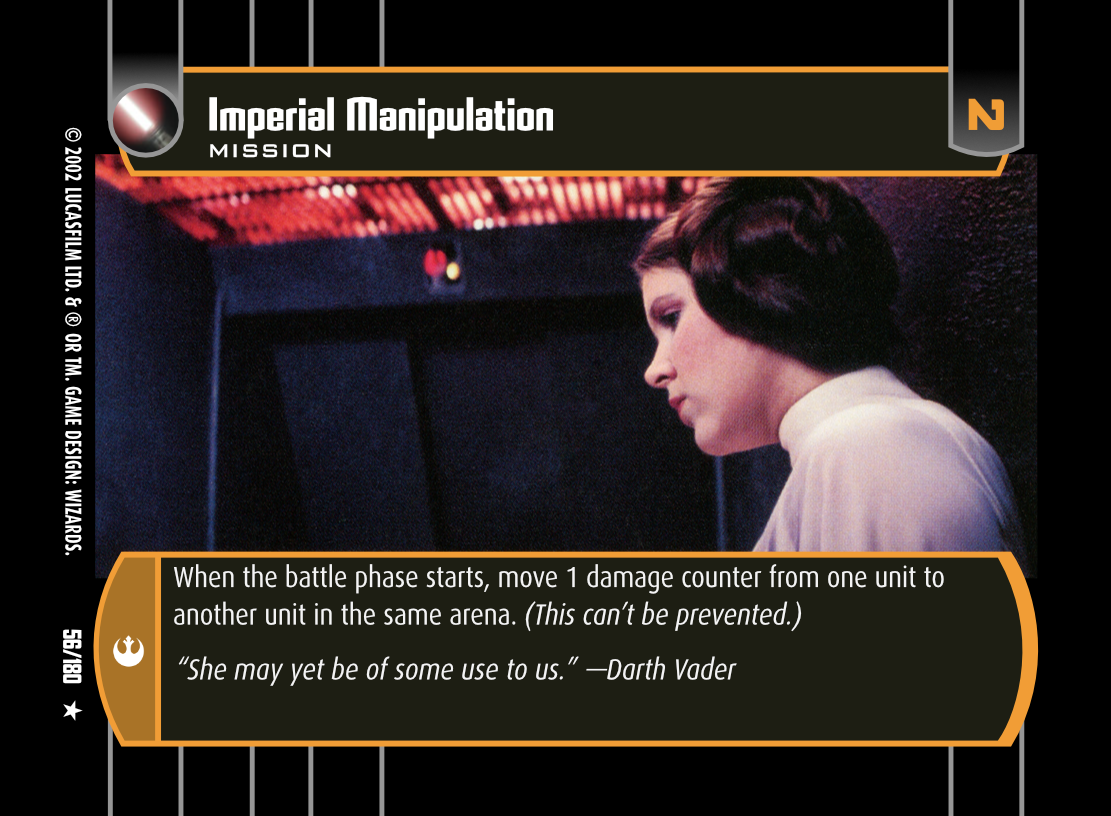 Imperial Manipulation
MISSION
2
When the battle phase starts, move 1 damage counter from one unit to
another unit in the same arena. (This can't be prevented.)
“She may yet be of some use to us.” —Darth Vader
© 2002 LUCASFILM LTD. & ® OR TM. GAME DESIGN: WIZARDS.
56/180 ★